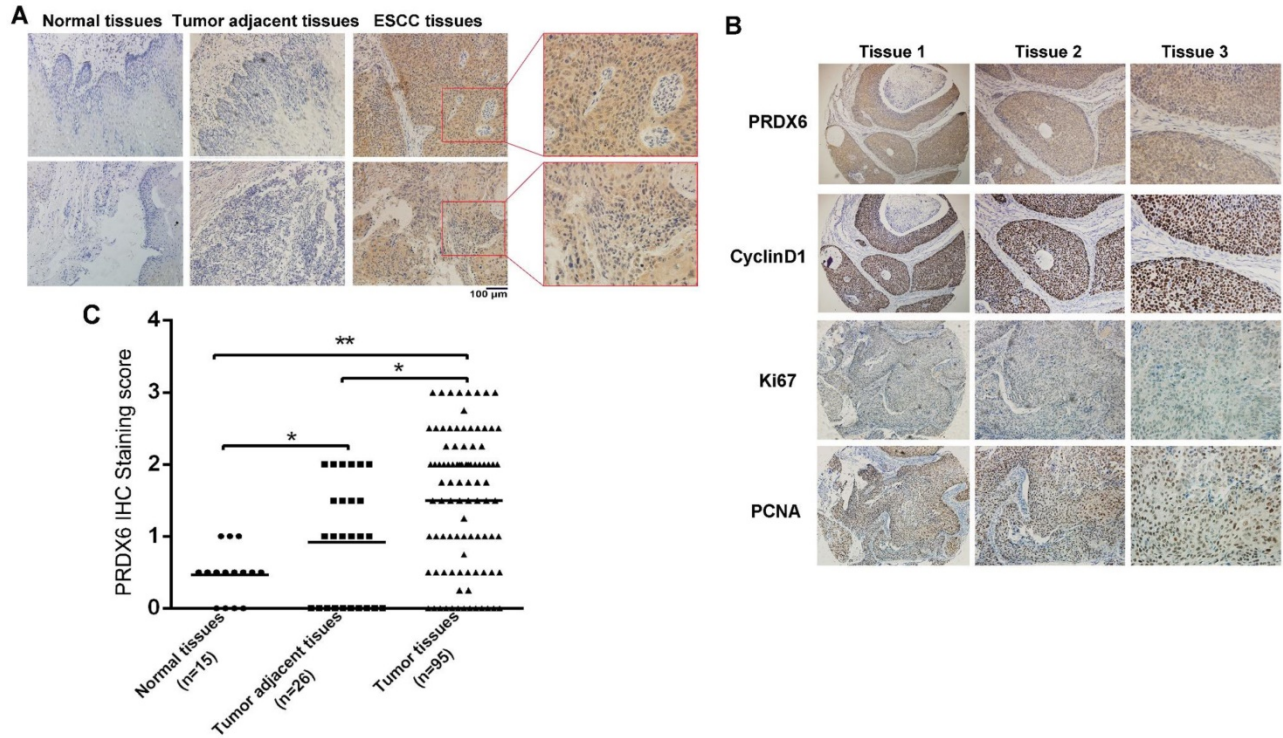 A
Normal tissues Tumor adjacent tissues ESCC tissues
100 μm
B
Tissue 1 Tissue 2 Tissue 3
PRDX6
CyclinD1
Ki67
PCNA
C
PRDX6 IHC Staining score
4
3
2
1
0
**
*
*
Normal tissues
(n=15)
Tumor adjacent tisues
(n=26)
Tumor tissues
(n=95)